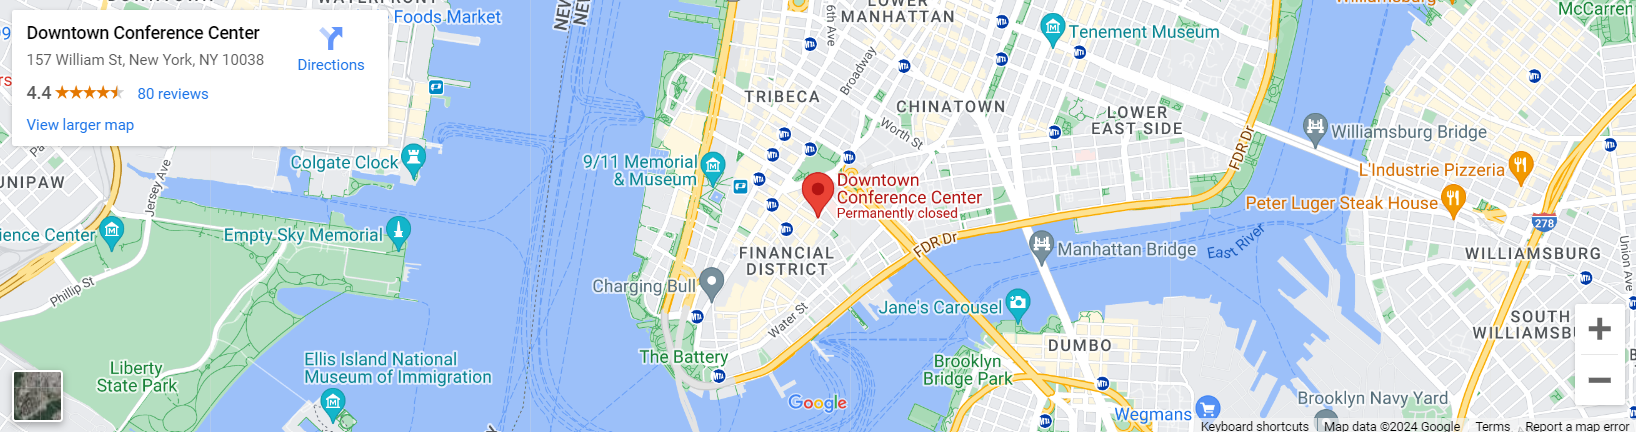 Downtown Conference Center
157 William St, New York, NY 10038
4.4
80 reviews
View larger map
Directions
Foods Market
NEW
NE
6th Ave
LOWER
MANHATTAN
Tenement Museum
McCarren
Broadway
TRIBECA
CHINATOWN
LOWER
EAST SIDE
Worth St
FDR Dr
Williamsburg Bridge
Colgate Clock
9/11 Memorial
& Museum
L'Industrie Pizzeria
Downtown
Conference Center
Permanently closed
Peter Luger Steak House
UNIPAW
Jersey Ave
ience Center
Empty Sky Memorial
278
FDR Dr
Manhattan Bridge
East River
WILLIAMSBURG
Union Ave
FINANCIAL
DISTRICT
Phillip St
Charging Bull
Jane's Carousel
Water St
SOUTH
WILLIAMSBU
DUMBO
The Battery
Ellis Island National
Museum of Immigration
Liberty
State Park
Brooklyn
Bridge Park
Google
Brooklyn Navy Yard
Wegmans
Keyboard shortcuts
Map data ©2024 Google
Terms
Report a map error